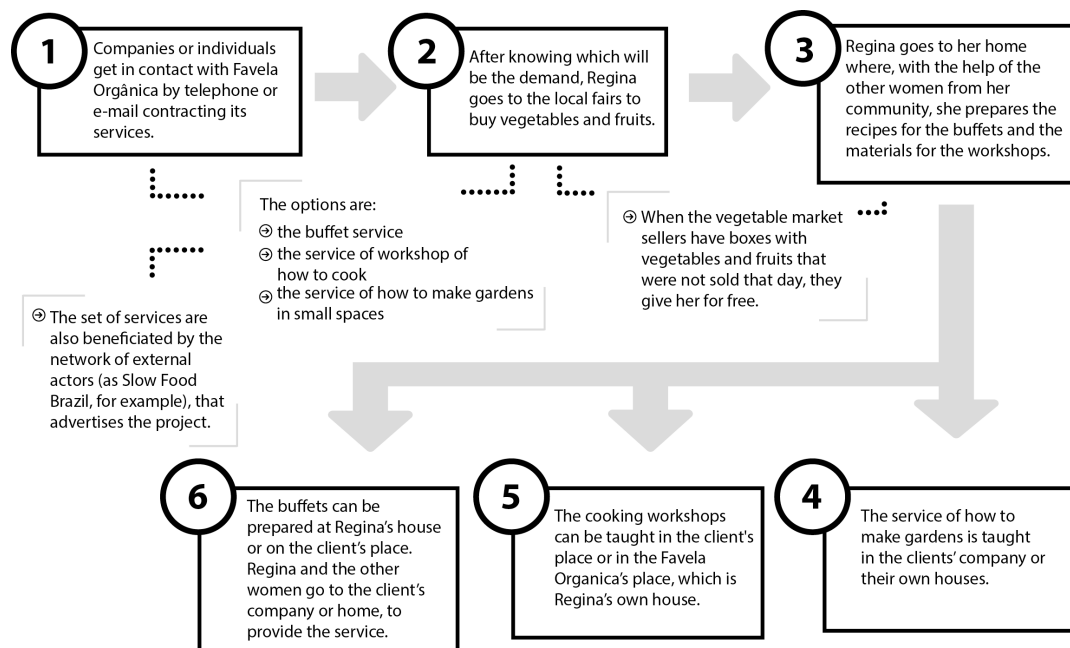 1
Companies or individuals
get in contact with Favela
Orgânica by telephone or
e-mail contracting its
services.
2
After knowing which will
be the demand, Regina
goes to the local fairs to
buy vegetables and fruits.
3
Regina goes to her home
where, with the help of the
other women from her
community, she prepares the
recipes for the buffets and the
materials for the workshops.
The options are:
the buffet service
the service of workshop of
how to cook
the service of how to make gardens
in small spaces
When the vegetable market
sellers have boxes with
vegetables and fruits that
were not sold that day, they
give her for free.
The set of services are
also beneficiated by the
network of external
actors (as Slow Food
Brazil, for example), that
advertises the project.
6
The buffets can be
prepared at Regina’s house
or on the client’s place.
Regina and the other
women go to the client’s
company or home, to
provide the service.
5
The cooking workshops
can be taught in the client's
place or in the Favela
Organica’s place, which is
Regina’s own house.
4
The service of how to
make gardens is taught
in the clients’ company or
their own houses.